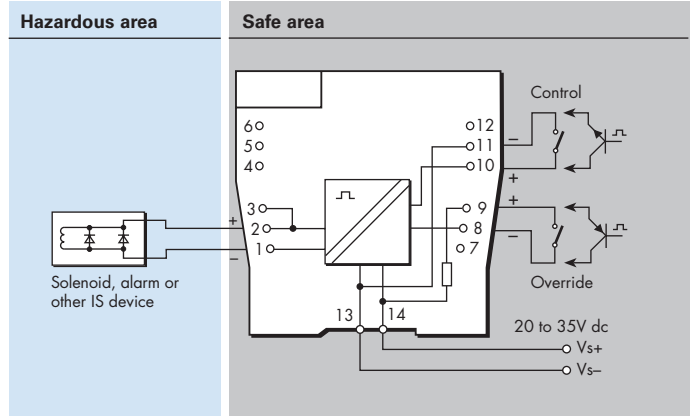 Hazardous area
Safe area
Control
6
5
4
12
11
10
–
+
3
2
1
9
8
7
+
–
+
–
Solenoid, alarm or
other IS device
Override
13
14
20 to 35V dc
Vs+
Vs–